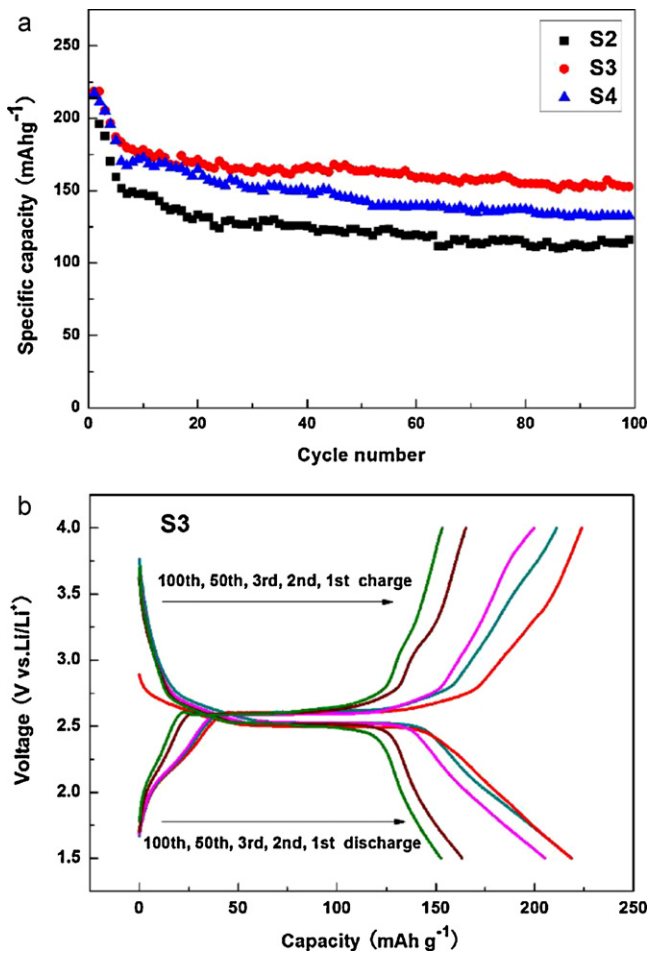 a
S2
S3
S4
Specific capacity (mAhg⁻¹)
250
200
150
100
50
0
0 20 40 60 80 100
Cycle number
b
S3
100th, 50th, 3rd, 2nd, 1st charge
Voltage (V vs.Li/Li⁺)
4.0
3.5
3.0
2.5
2.0
1.5
100th, 50th, 3rd, 2nd, 1st discharge
0 50 100 150 200 250
Capacity (mAh g⁻¹)